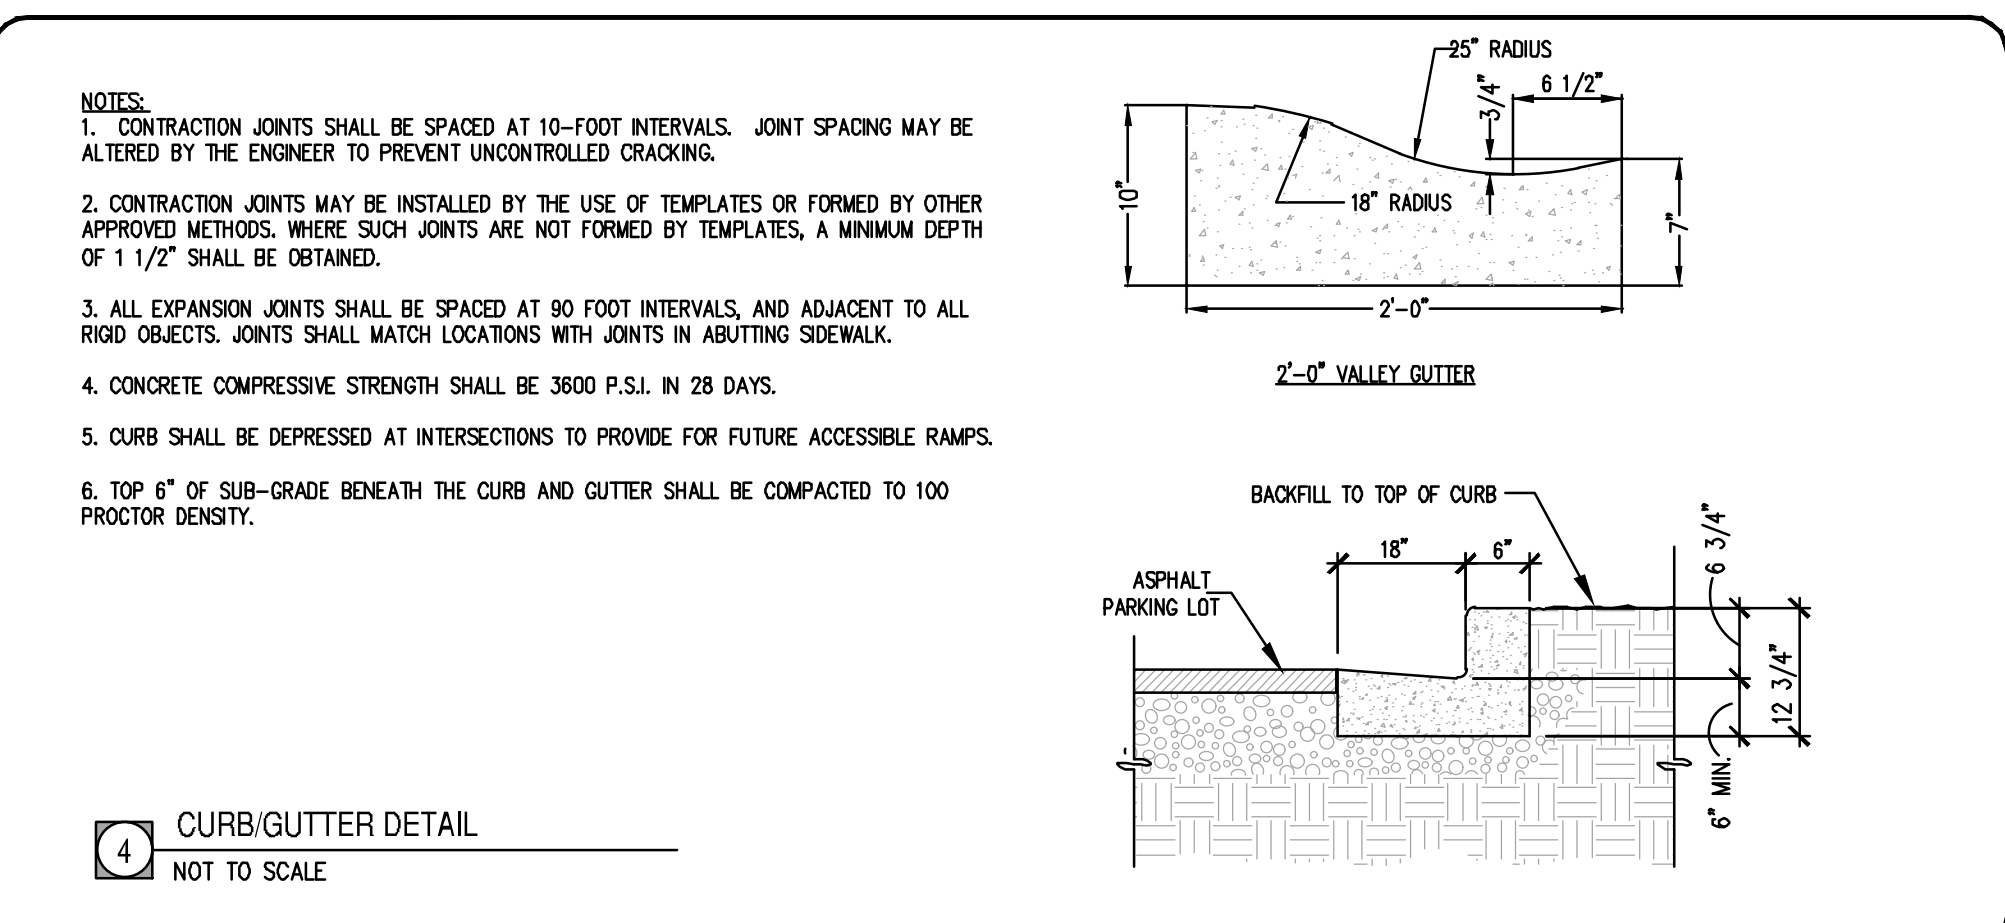 NOTES:
1. CONTRACTION JOINTS SHALL BE SPACED AT 10-FOOT INTERVALS. JOINT SPACING MAY BE
ALTERED BY THE ENGINEER TO PREVENT UNCONTROLLED CRACKING.
2. CONTRACTION JOINTS MAY BE INSTALLED BY THE USE OF TEMPLATES OR FORMED BY OTHER
APPROVED METHODS. WHERE SUCH JOINTS ARE NOT FORMED BY TEMPLATES, A MINIMUM DEPTH
OF 1 1/2" SHALL BE OBTAINED.
3. ALL EXPANSION JOINTS SHALL BE SPACED AT 90 FOOT INTERVALS, AND ADJACENT TO ALL
RIGID OBJECTS. JOINTS SHALL MATCH LOCATIONS WITH JOINTS IN ABUTTING SIDEWALK.
4. CONCRETE COMPRESSIVE STRENGTH SHALL BE 3600 P.S.I. IN 28 DAYS.
5. CURB SHALL BE DEPRESSED AT INTERSECTIONS TO PROVIDE FOR FUTURE ACCESSIBLE RAMPS.
6. TOP 6" OF SUB-GRADE BENEATH THE CURB AND GUTTER SHALL BE COMPACTED TO 100
PROCTOR DENSITY.
25" RADIUS
3/4"
6 1/2"
10"
18" RADIUS
7"
2'-0"
2'-0" VALLEY GUTTER
BACKFILL TO TOP OF CURB
18"
6"
6 3/4"
ASPHALT
PARKING LOT
12 3/4"
6" MIN.
4
CURB/GUTTER DETAIL
NOT TO SCALE